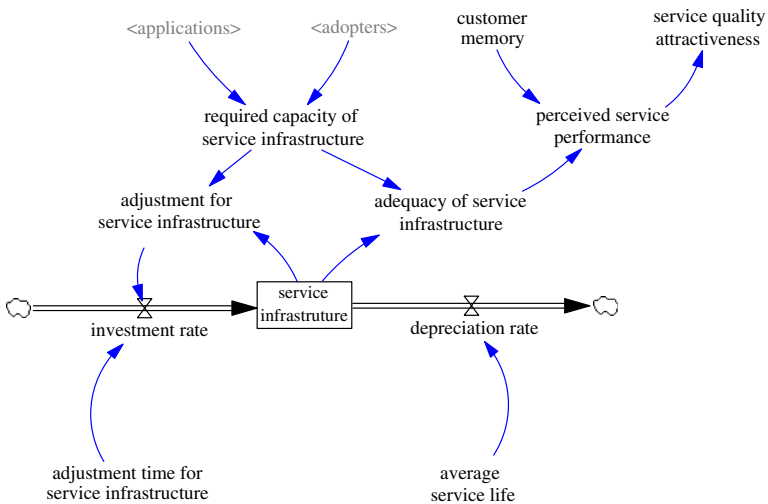 <applications>
<adopters>
customer
memory
service quality
attractiveness
required capacity of
service infrastructure
perceived service
performance
adjustment for
service infrastructure
adequacy of service
infrastructure
service
infrastruture
investment rate
depreciation rate
adjustment time for
service infrastructure
average
service life